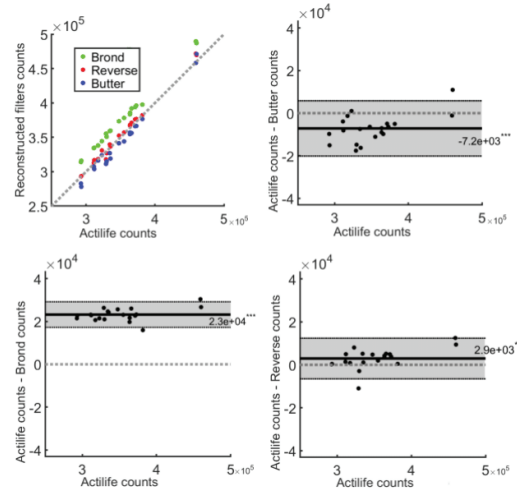 ×10⁵
5
4.5
4
3.5
3
2.5
Brond
Reverse
Butter
3
4
5
×10⁵
Actilife counts
Reconstructed filters counts
×10⁴
4
2
0
-2
-4
-7.2e+03***
3
4
5
×10⁵
Actilife counts
Actilife counts - Butter counts
×10⁴
4
2
0
-2
-4
2.3e+04***
3
4
5
×10⁵
Actilife counts
Actilife counts - Brond counts
×10⁴
4
2
0
-2
-4
2.9e+03*
3
4
5
×10⁵
Actilife counts
Actilife counts - Reverse counts